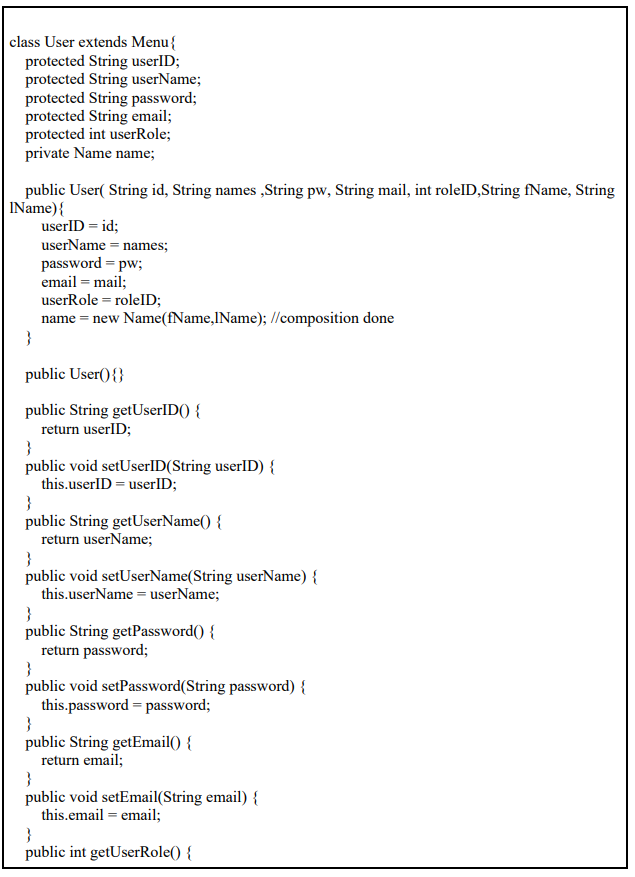 class User extends Menu{
protected String userID;
protected String userName;
protected String password;
protected String email;
protected int userRole;
private Name name;
public User( String id, String names ,String pw, String mail, int roleID,String fName, String
lName){
userID = id;
userName = names;
password = pw;
email = mail;
userRole = roleID;
name = new Name(fName,lName); //composition done
}
public User(){}
public String getUserID() {
return userID;
}
public void setUserID(String userID) {
this.userID = userID;
}
public String getUserName() {
return userName;
}
public void setUserName(String userName) {
this.userName = userName;
}
public String getPassword() {
return password;
}
public void setPassword(String password) {
this.password = password;
}
public String getEmail() {
return email;
}
public void setEmail(String email) {
this.email = email;
}
public int getUserRole() {